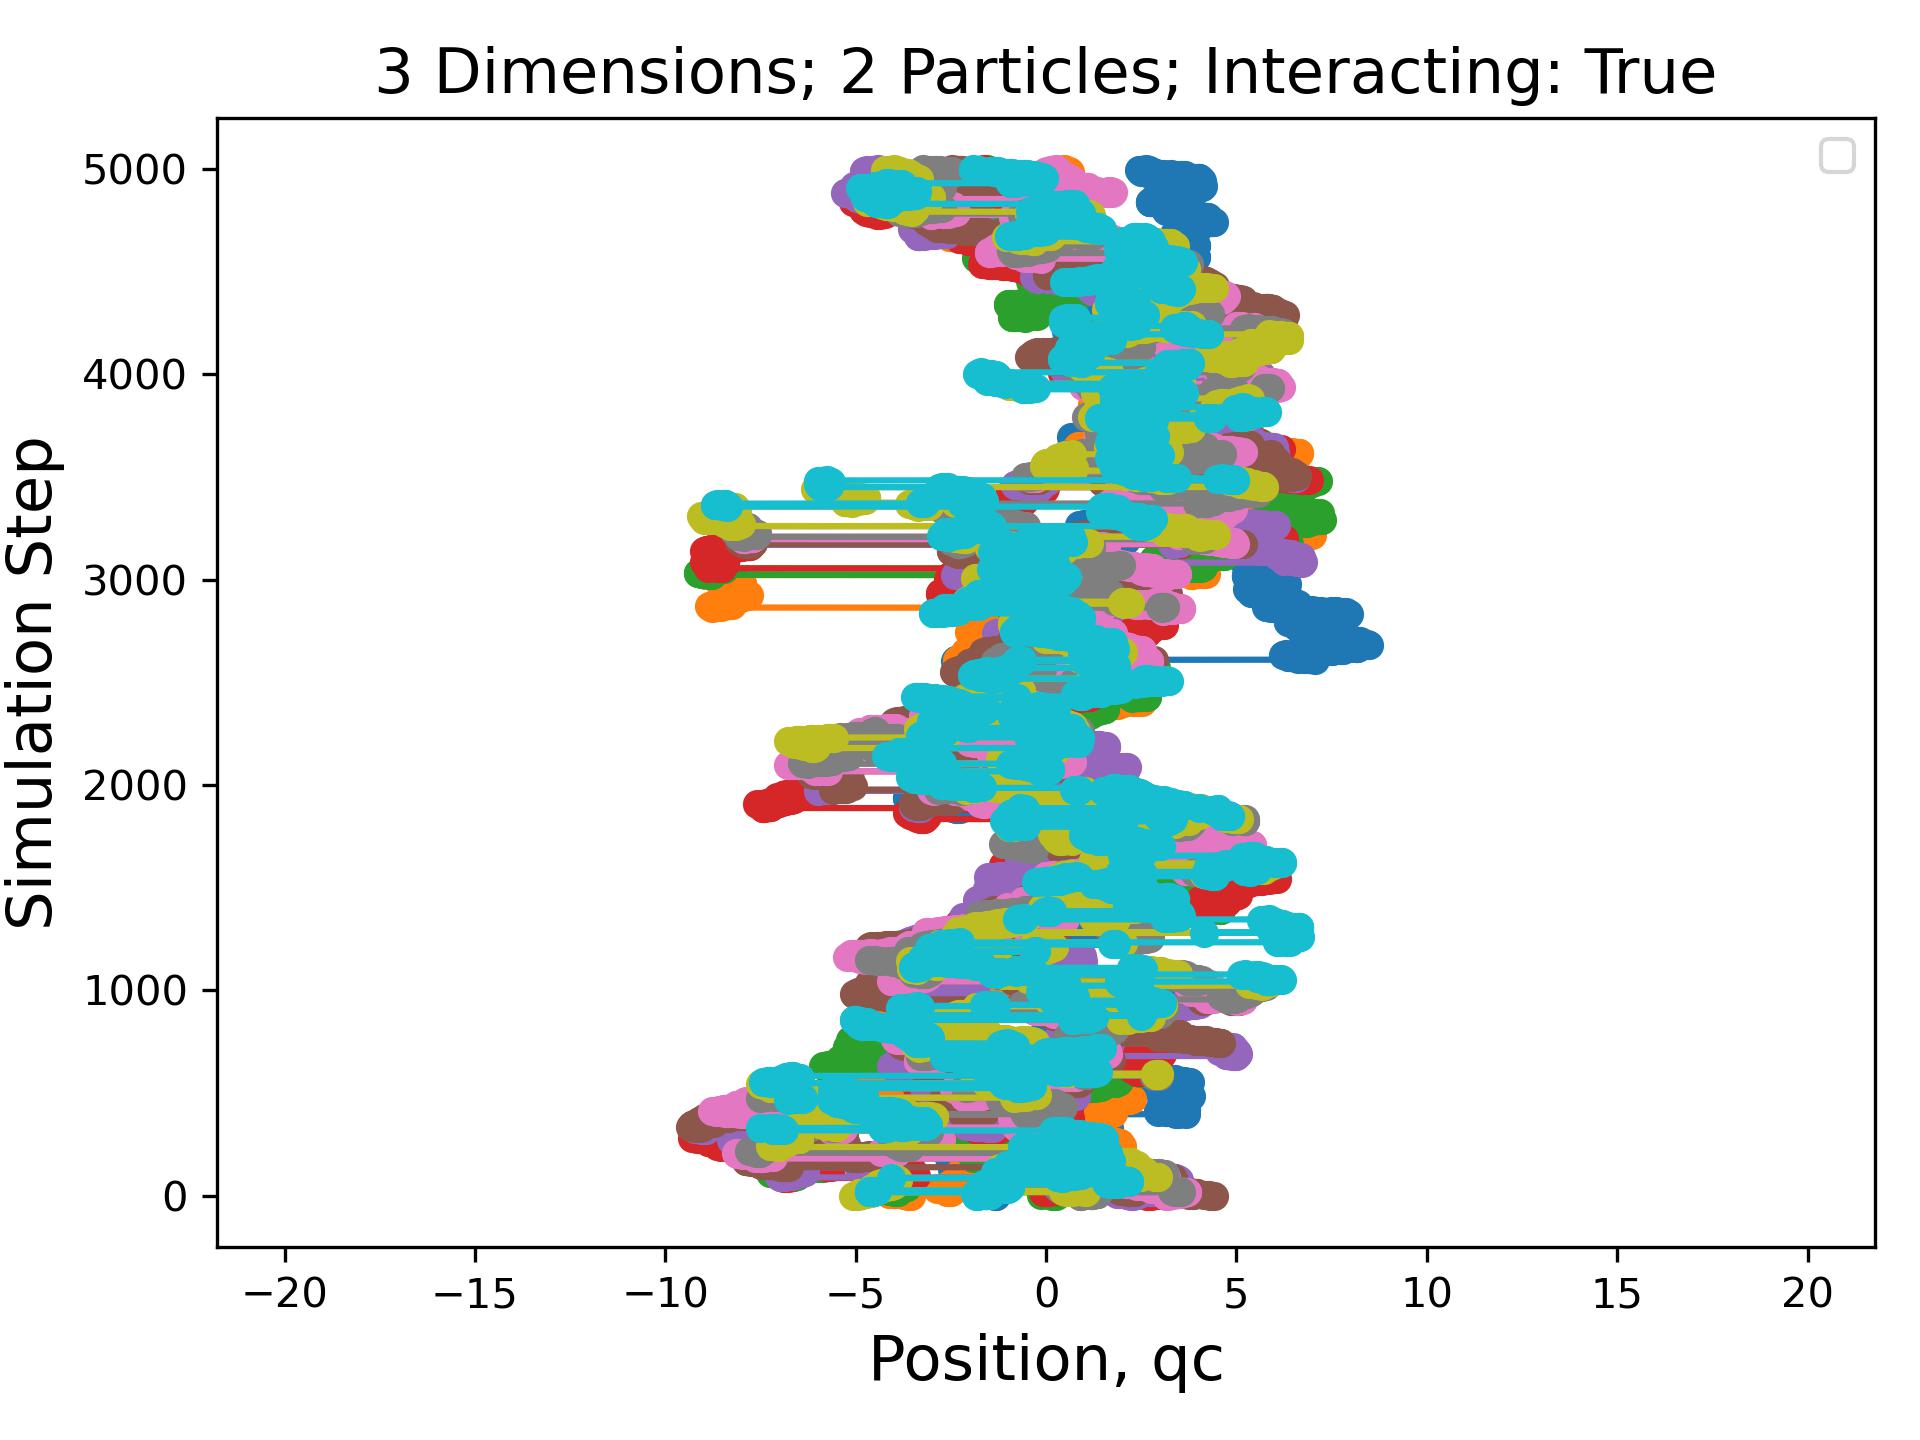 3 Dimensions; 2 Particles; Interacting: True
Simulation Step
5000
4000
3000
2000
1000
0
−20 −15 −10 −5 0 5 10 15 20
Position, qc